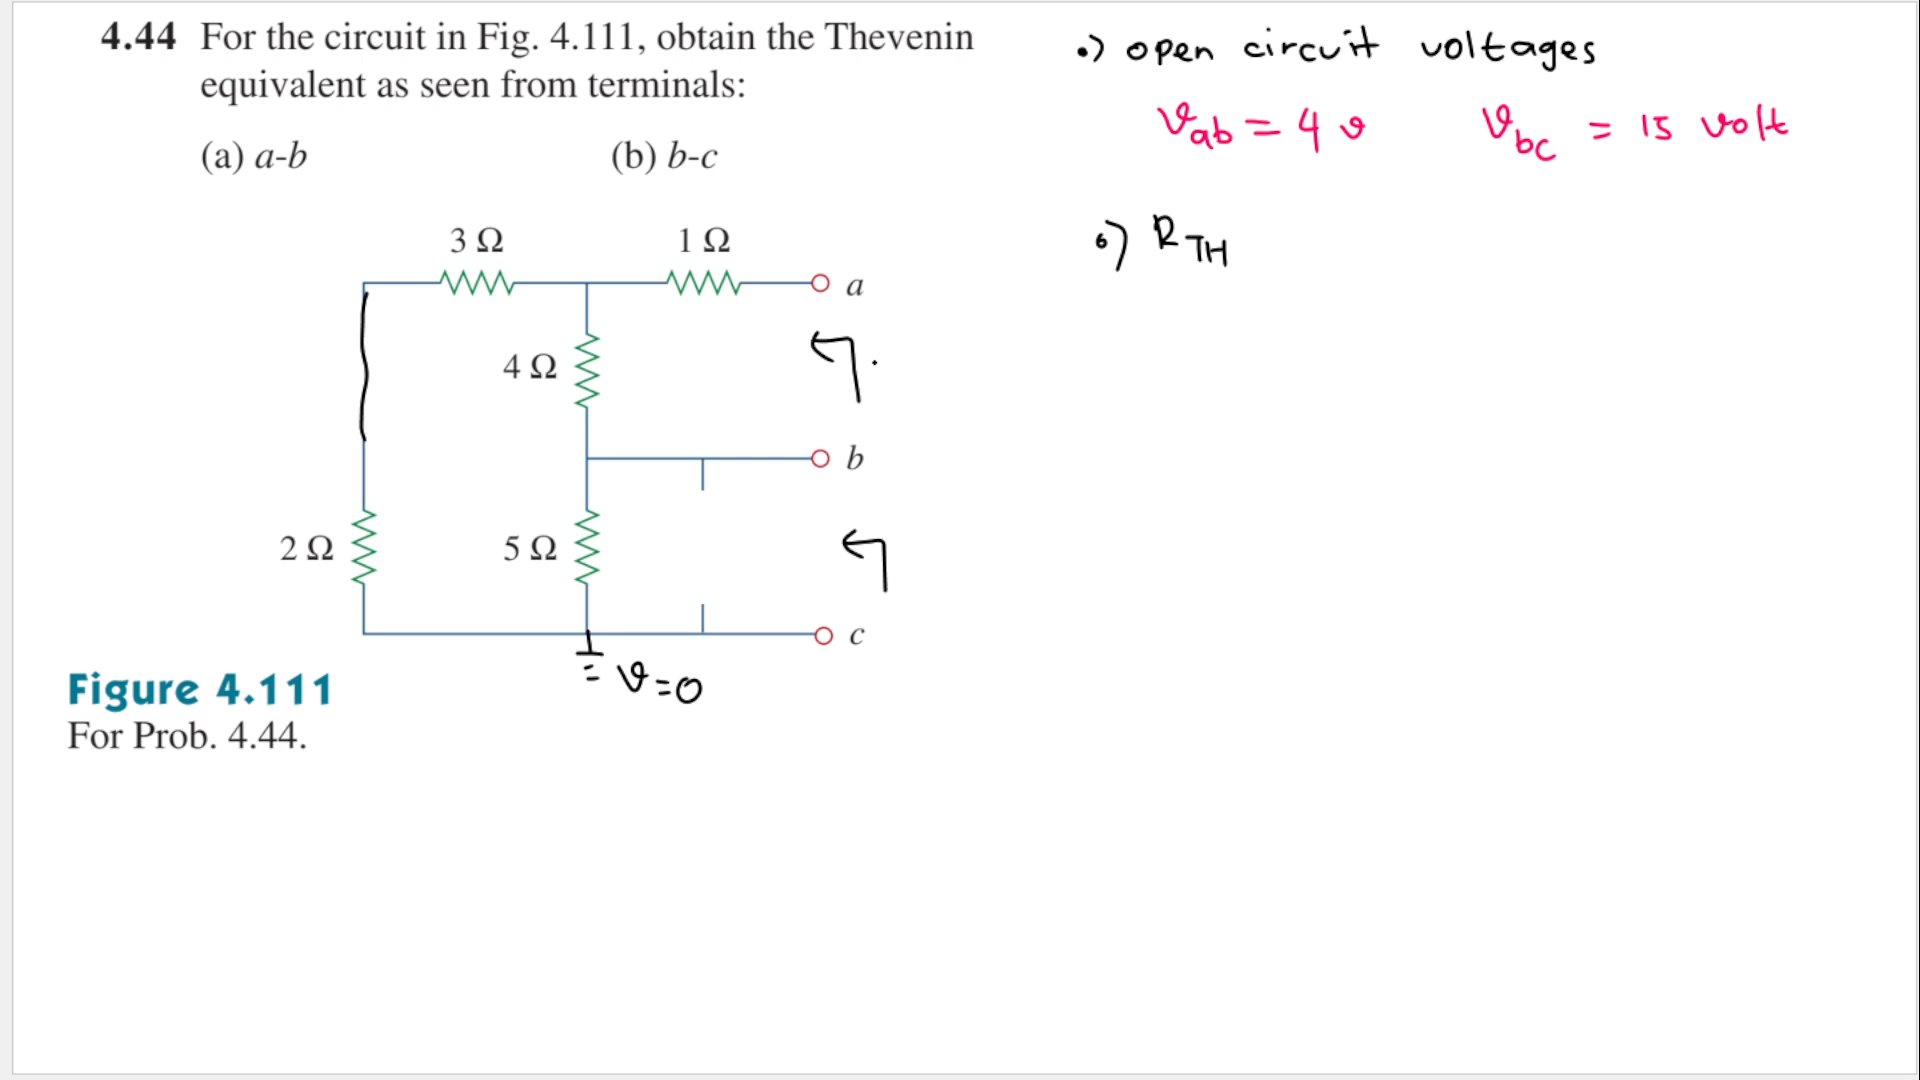 4.44 For the circuit in Fig. 4.111, obtain the Thevenin
equivalent as seen from terminals:
(a) a-b (b) b-c
3 Ω 1 Ω
a
4 Ω
b
2 Ω 5 Ω
c
v=0
Figure 4.111
For Prob. 4.44.
•) open circuit voltages
Vab = 4 v Vbc = 15 volt
•) RTH